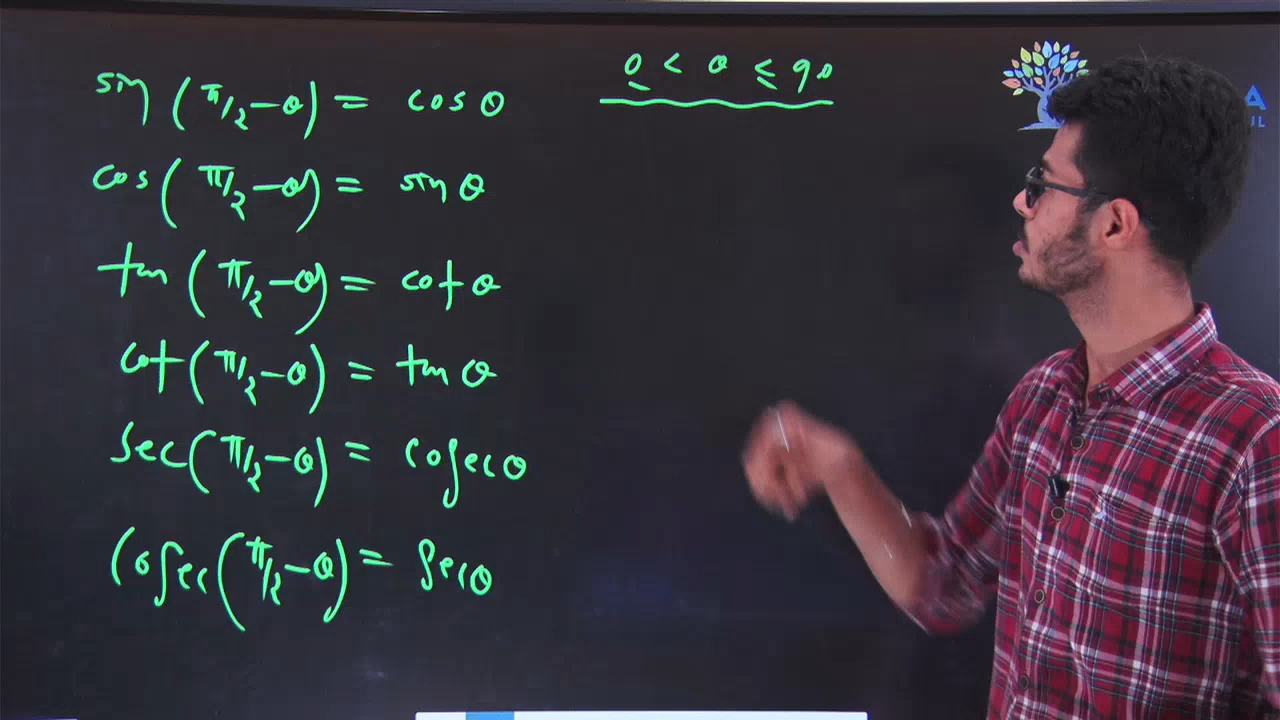 sin (π/2 - θ) = cos θ
cos (π/2 - θ) = sin θ
tan (π/2 - θ) = cot θ
cot (π/2 - θ) = tan θ
sec (π/2 - θ) = cosec θ
cosec (π/2 - θ) = sec θ
0 < θ ≤ 90
A